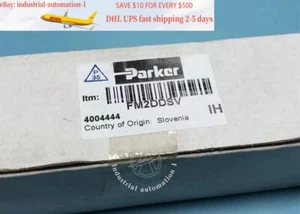 eBay: industrial-automation-1
SAVE $10 FOR EVERY $500
DHL UPS fast shipping 2-5 days
P
35
Parker
Itm:
FM2DDSV
4004444
IH
Country of Origin: Slovenia
industrial automation 1